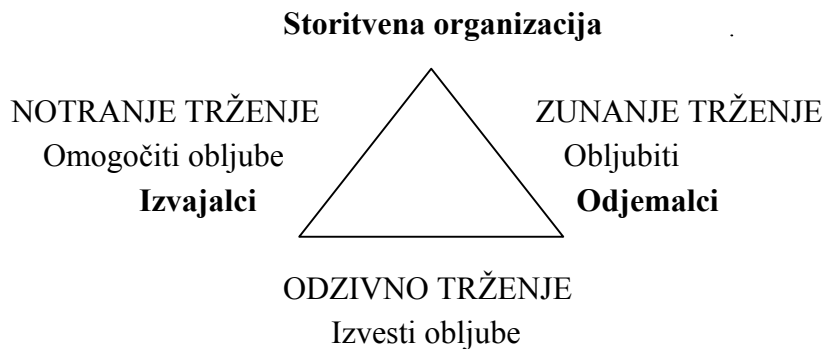 Storitvena organizacija
NOTRANJE TRŽENJE
Omogočiti obljube
Izvajalci
ZUNANJE TRŽENJE
Obljubiti
Odjemalci
ODZIVNO TRŽENJE
Izvesti obljube